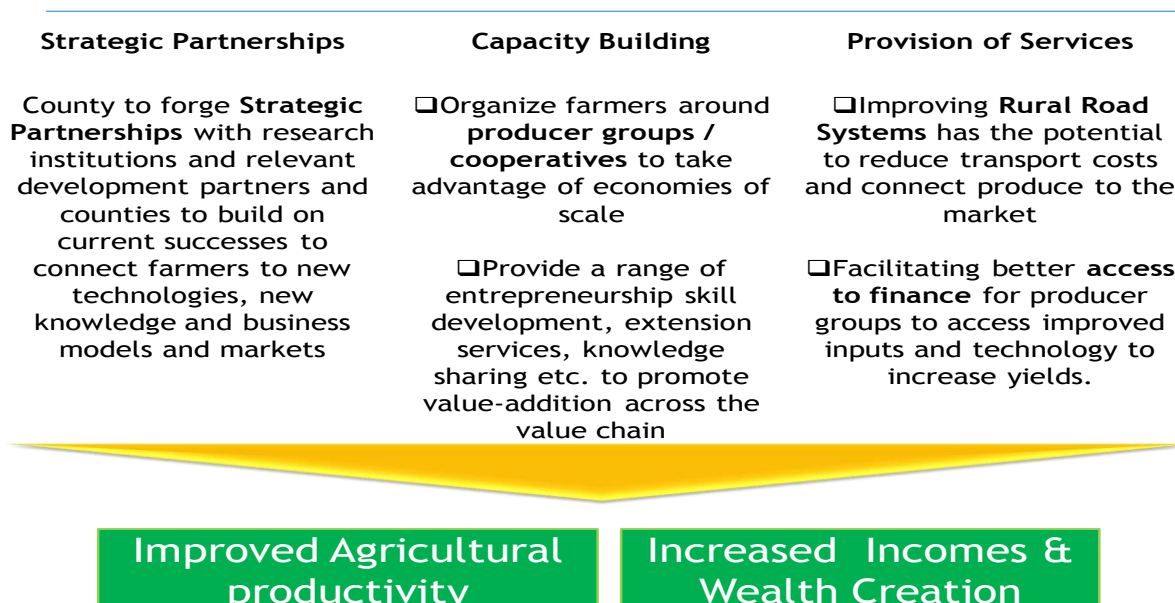 Strategic Partnerships
County to forge Strategic
Partnerships with research
institutions and relevant
development partners and
counties to build on
current successes to
connect farmers to new
technologies, new
knowledge and business
models and markets
Capacity Building
❑Organize farmers around
producer groups /
cooperatives to take
advantage of economies of
scale
❑Provide a range of
entrepreneurship skill
development, extension
services, knowledge
sharing etc. to promote
value-addition across the
value chain
Provision of Services
❑Improving Rural Road
Systems has the potential
to reduce transport costs
and connect produce to the
market
❑Facilitating better access
to finance for producer
groups to access improved
inputs and technology to
increase yields.
Improved Agricultural
productivity
Increased Incomes &
Wealth Creation